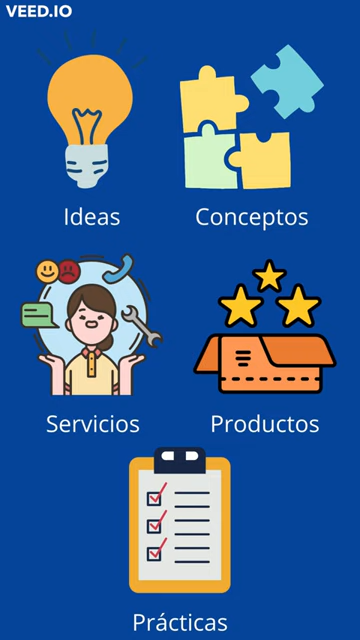 VEED.IO
Ideas
Conceptos
Servicios
Productos
Prácticas